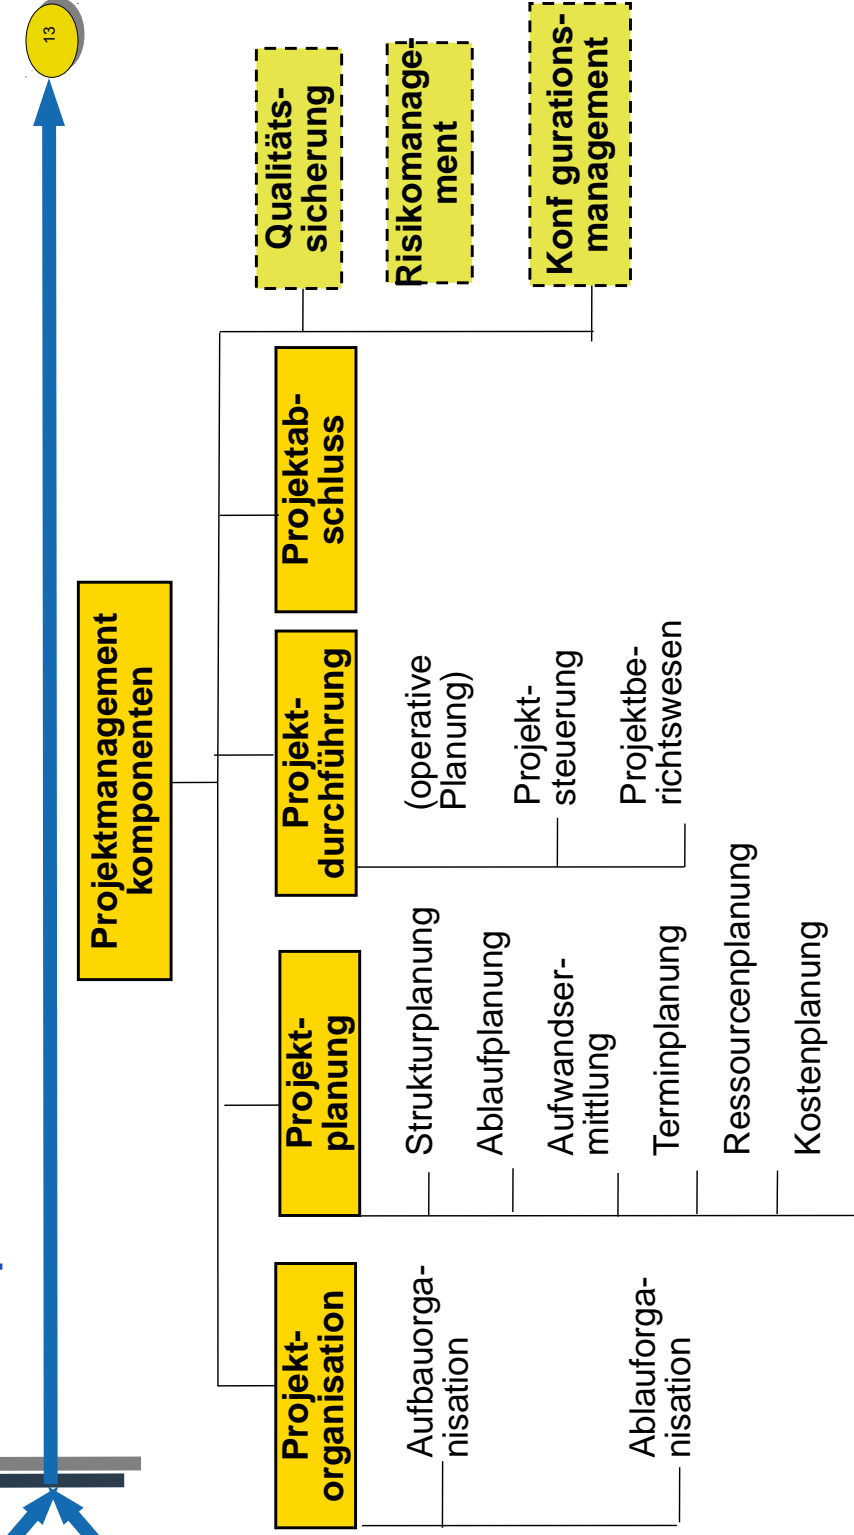 13
Projektmanagement
komponenten
Projekt-
organisation
Aufbauorga-
nisation
Ablauforga-
nisation
Projekt-
planung
Strukturplanung
Ablaufplanung
Aufwandser-
mittlung
Terminplanung
Ressourcenplanung
Kostenplanung
Projekt-
durchführung
(operative
Planung)
Projekt-
steuerung
Projektbe-
richtswesen
Projektab-
schluss
Qualitäts-
sicherung
Risikomanage-
ment
Konf gurations-
management